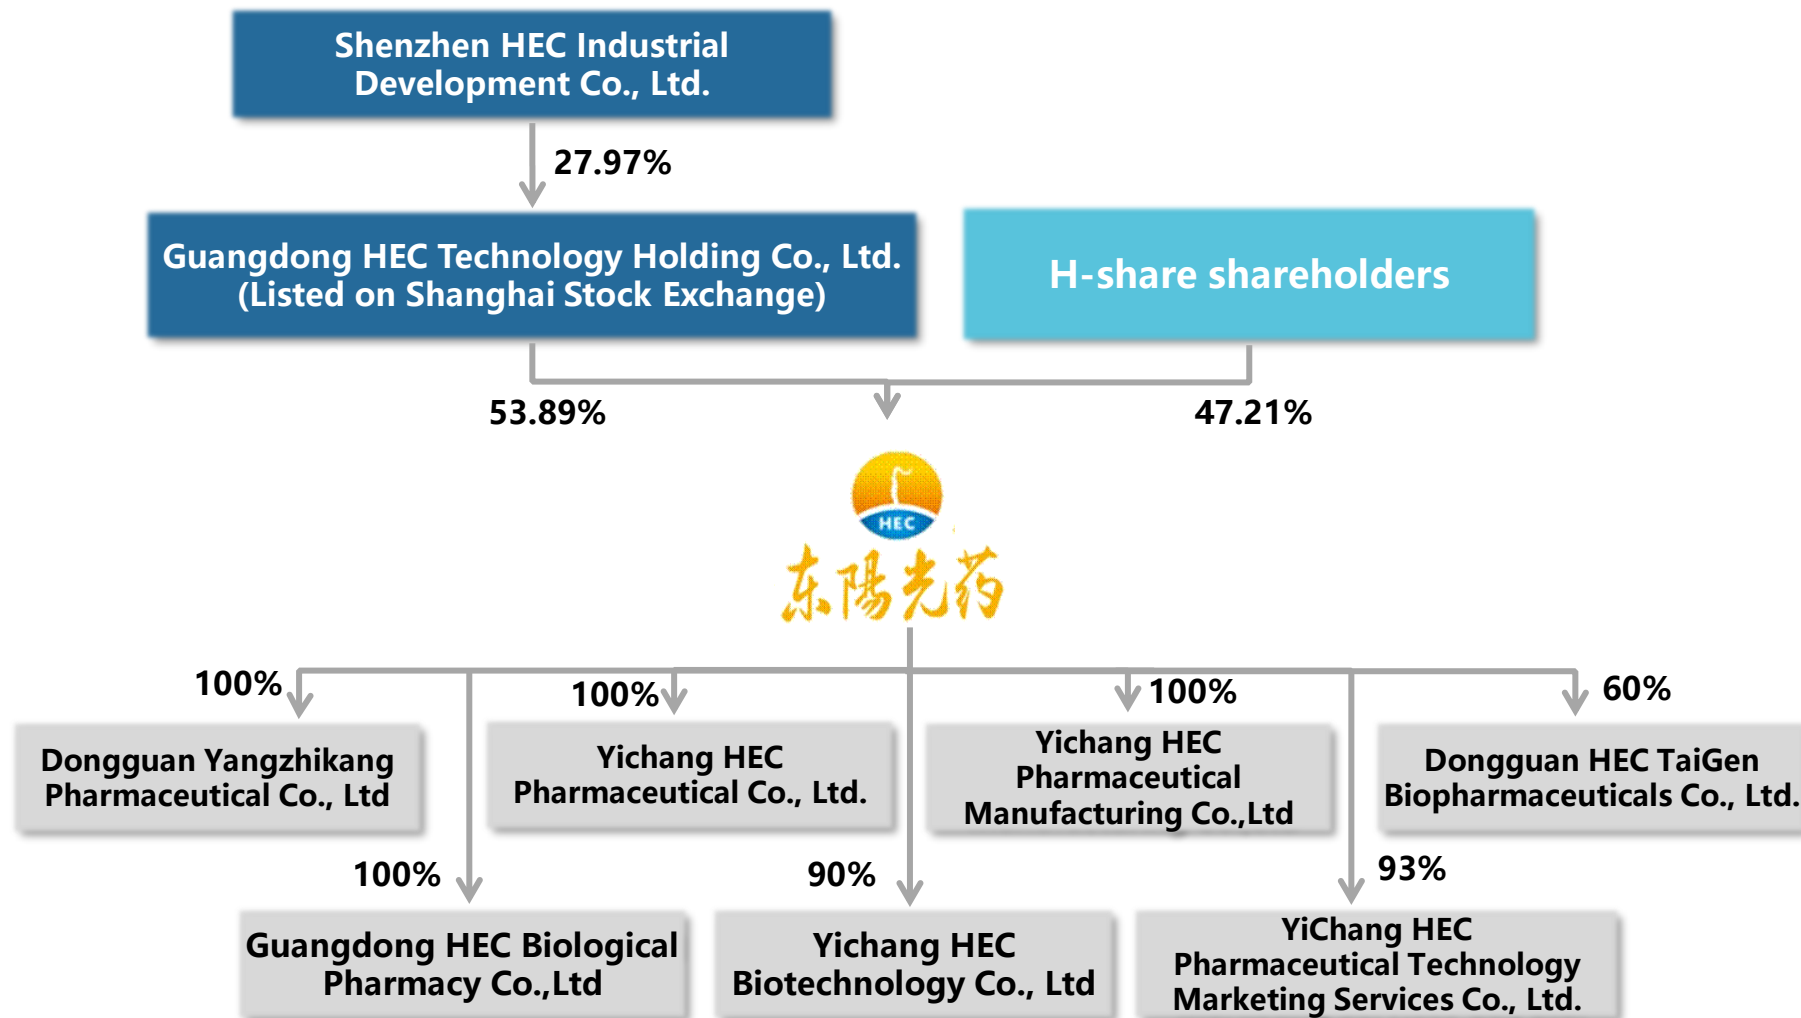 Shenzhen HEC Industrial
Development Co., Ltd.
27.97%
Guangdong HEC Technology Holding Co., Ltd.
(Listed on Shanghai Stock Exchange)
H-share shareholders
53.89%
47.21%
HEC
东陽光药
100%
100%
100%
60%
Dongguan Yangzhikang
Pharmaceutical Co., Ltd
Yichang HEC
Pharmaceutical Co., Ltd.
Yichang HEC
Pharmaceutical
Manufacturing Co.,Ltd
Dongguan HEC TaiGen
Biopharmaceuticals Co., Ltd.
100%
90%
93%
Guangdong HEC Biological
Pharmacy Co.,Ltd
Yichang HEC
Biotechnology Co., Ltd
YiChang HEC
Pharmaceutical Technology
Marketing Services Co., Ltd.